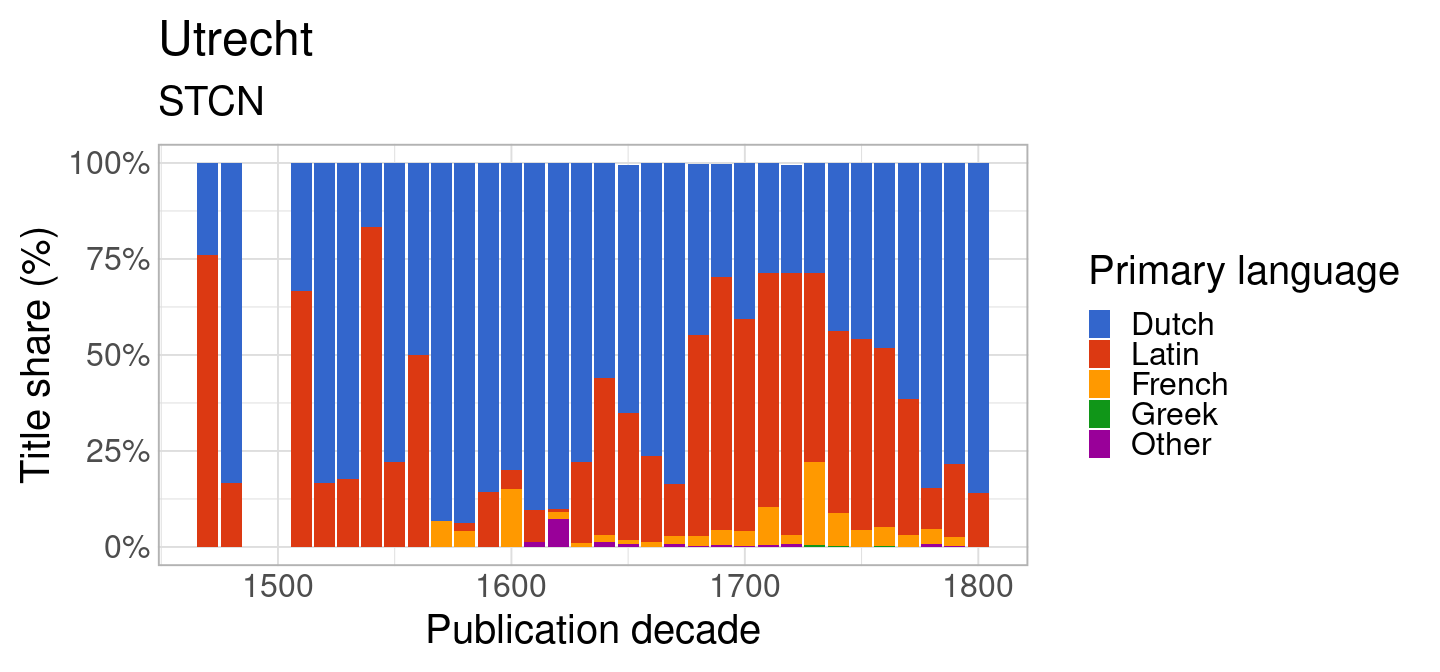 Utrecht
STCN
Title share (%)
100%
75%
50%
25%
0%
1500 1600 1700 1800
Publication decade
Primary language
Dutch
Latin
French
Greek
Other